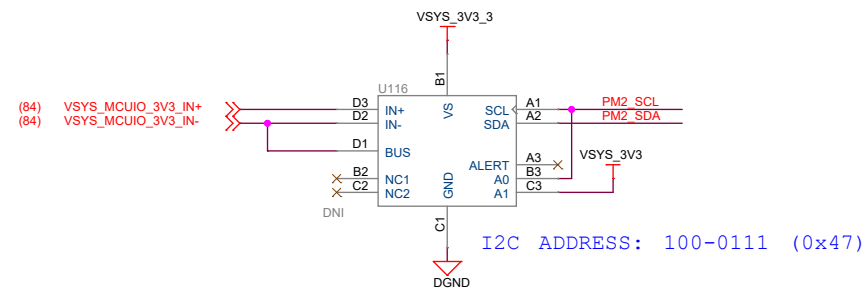 VSYS_3V3_3
U116
B1
(84) VSYS_MCUIO_3V3_IN+ D3 IN+ VS SCL A1 PM2_SCL
(84) VSYS_MCUIO_3V3_IN- D2 IN- SDA A2 PM2_SDA
D1 BUS
VSYS_3V3
ALERT A3
B2 NC1 A0 B3
C2 NC2 GND A1 C3
DNI
C1
I2C ADDRESS: 100-0111 (0x47)
DGND